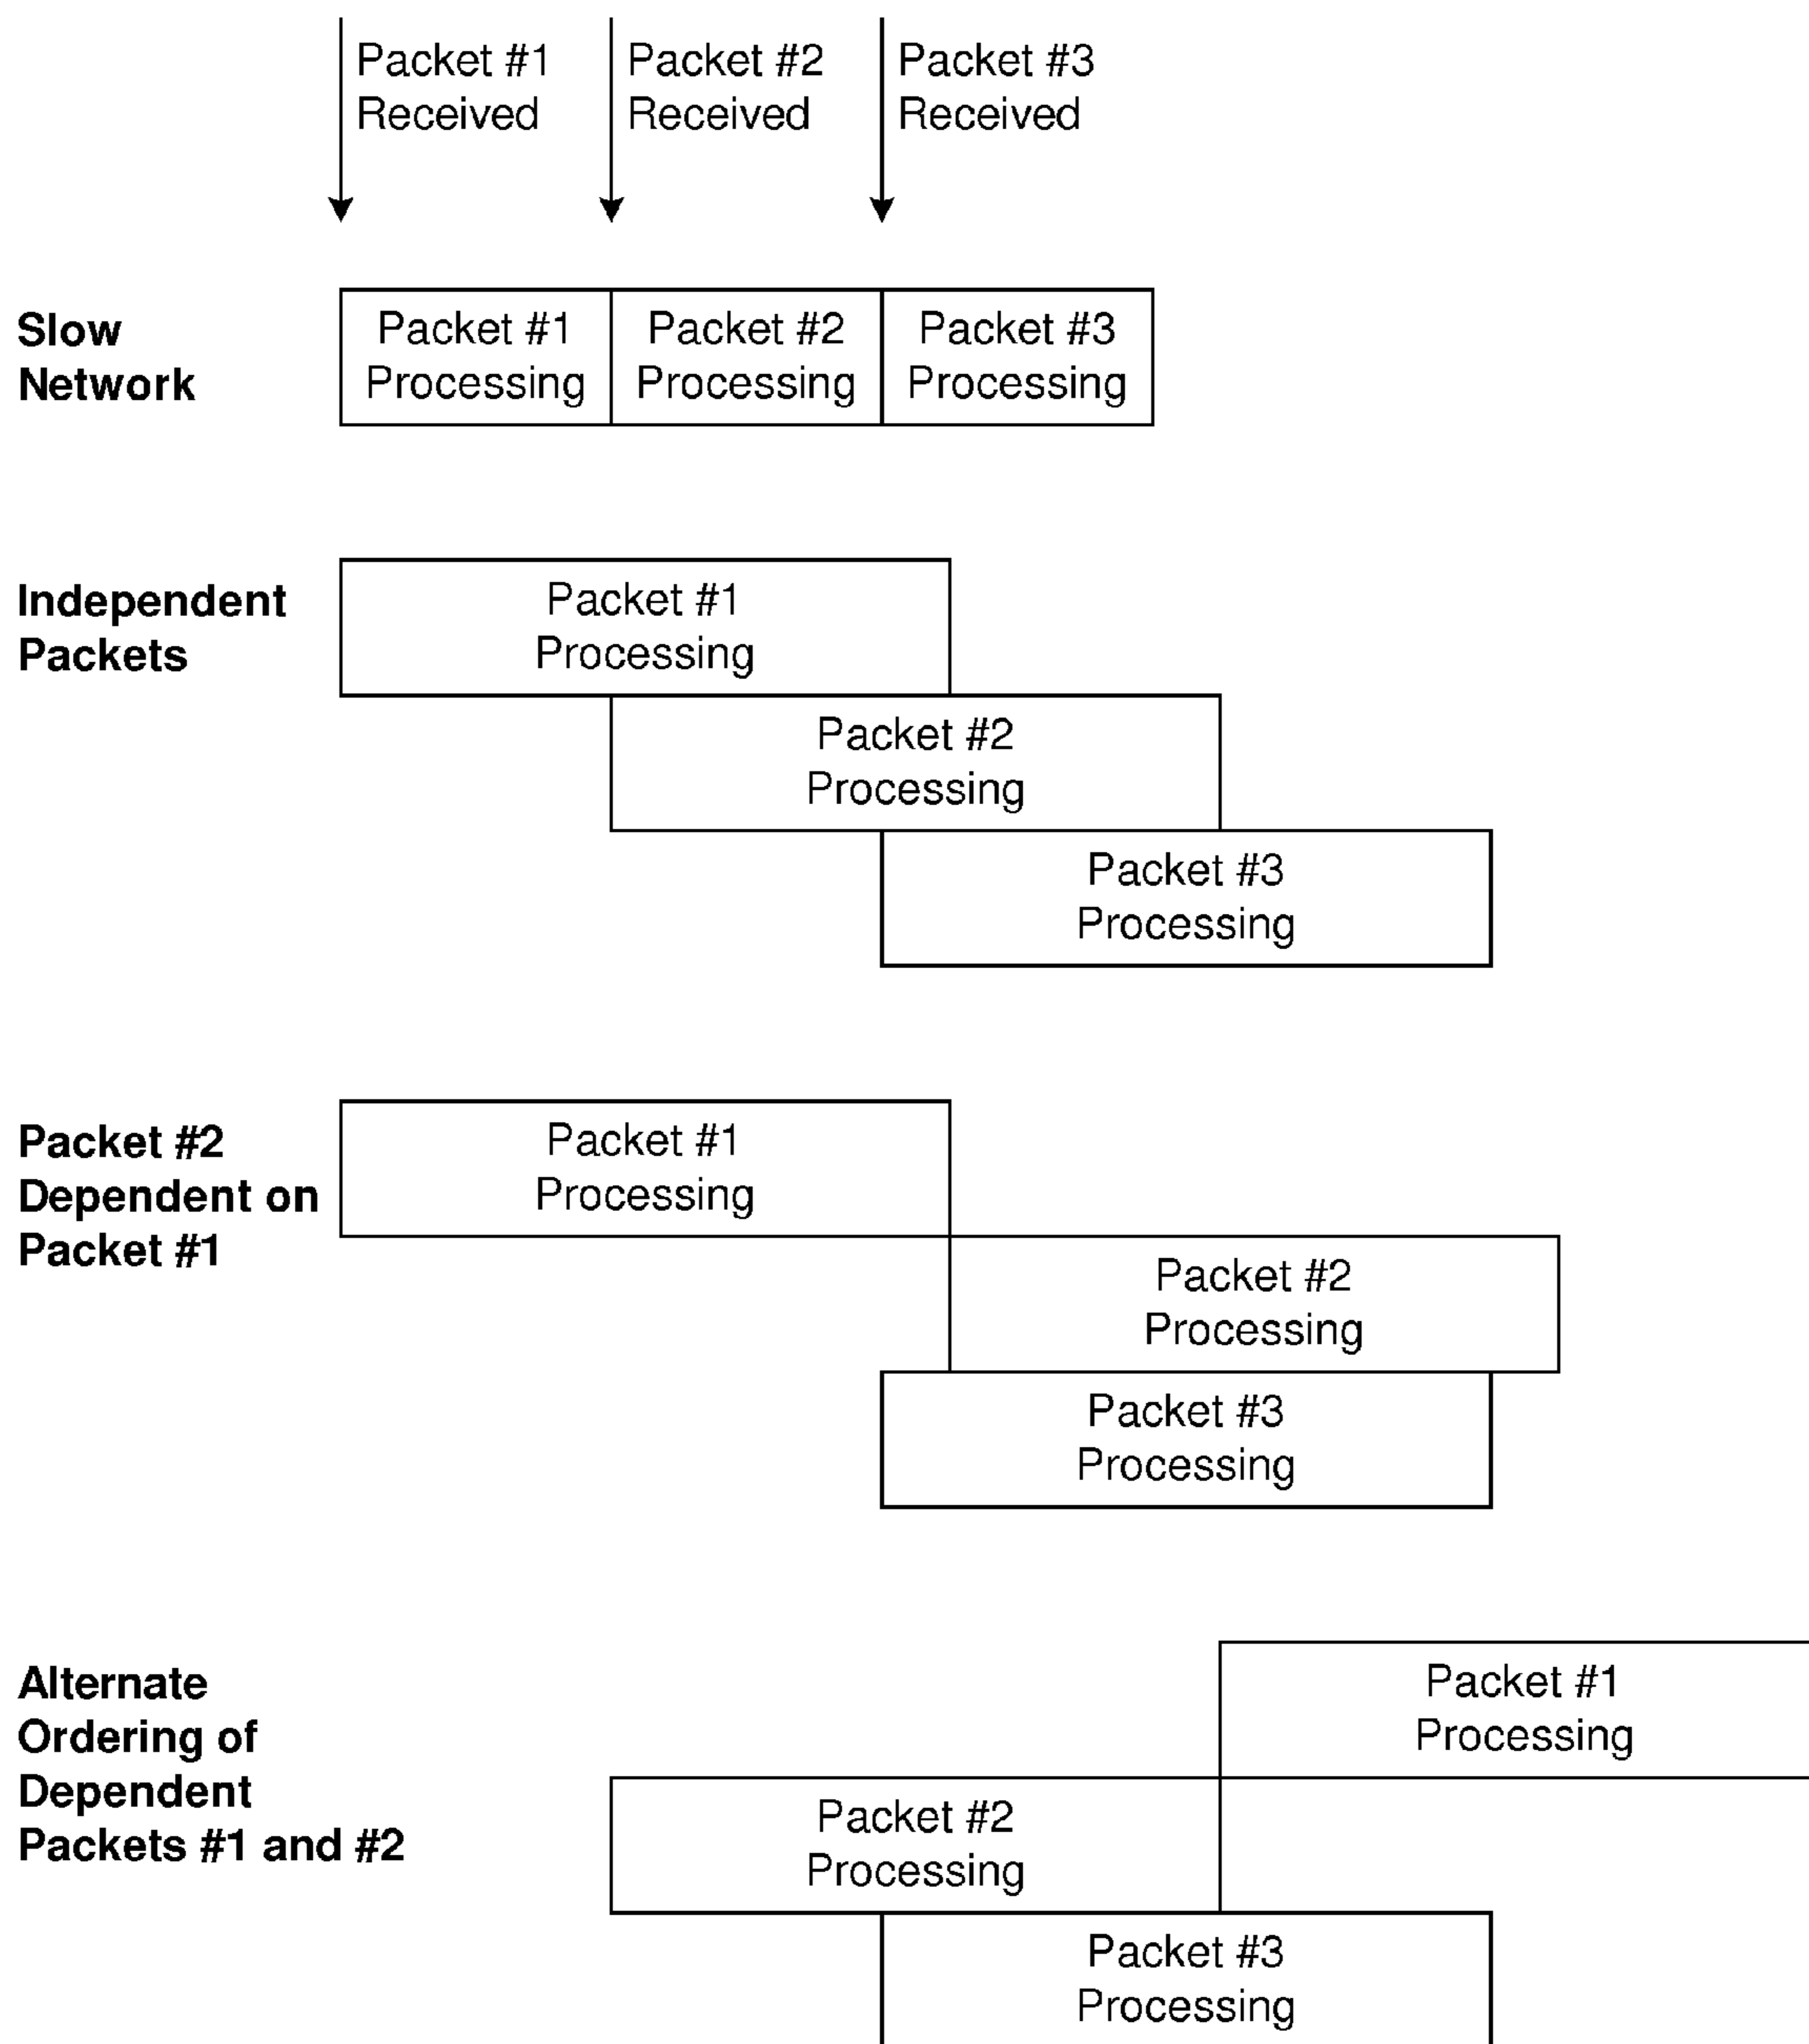 Packet #1
Received
Packet #2
Received
Packet #3
Received
Slow
Network
Packet #1
Processing
Packet #2
Processing
Packet #3
Processing
Independent
Packets
Packet #1
Processing
Packet #2
Processing
Packet #3
Processing
Packet #2
Dependent on
Packet #1
Packet #1
Processing
Packet #2
Processing
Packet #3
Processing
Alternate
Ordering of
Dependent
Packets #1 and #2
Packet #1
Processing
Packet #2
Processing
Packet #3
Processing